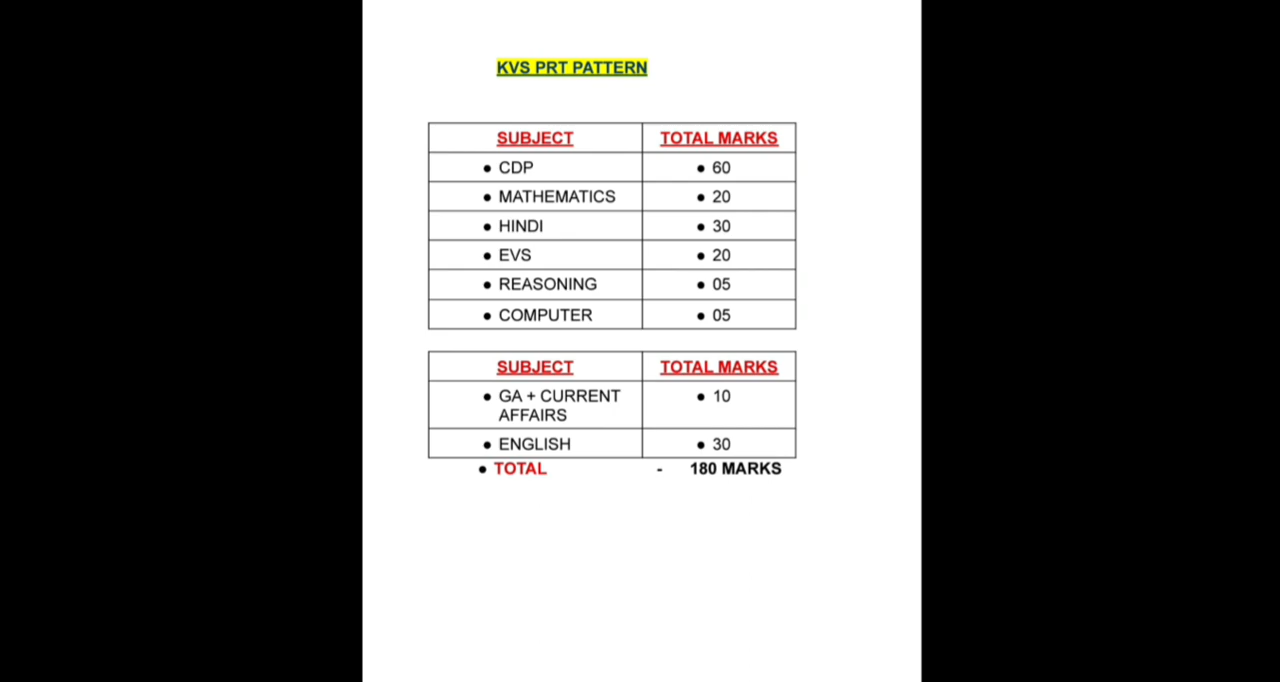 KVS PRT PATTERN
SUBJECT TOTAL MARKS
• CDP • 60
• MATHEMATICS • 20
• HINDI • 30
• EVS • 20
• REASONING • 05
• COMPUTER • 05
SUBJECT TOTAL MARKS
• GA + CURRENT • 10
AFFAIRS
• ENGLISH • 30
• TOTAL - 180 MARKS